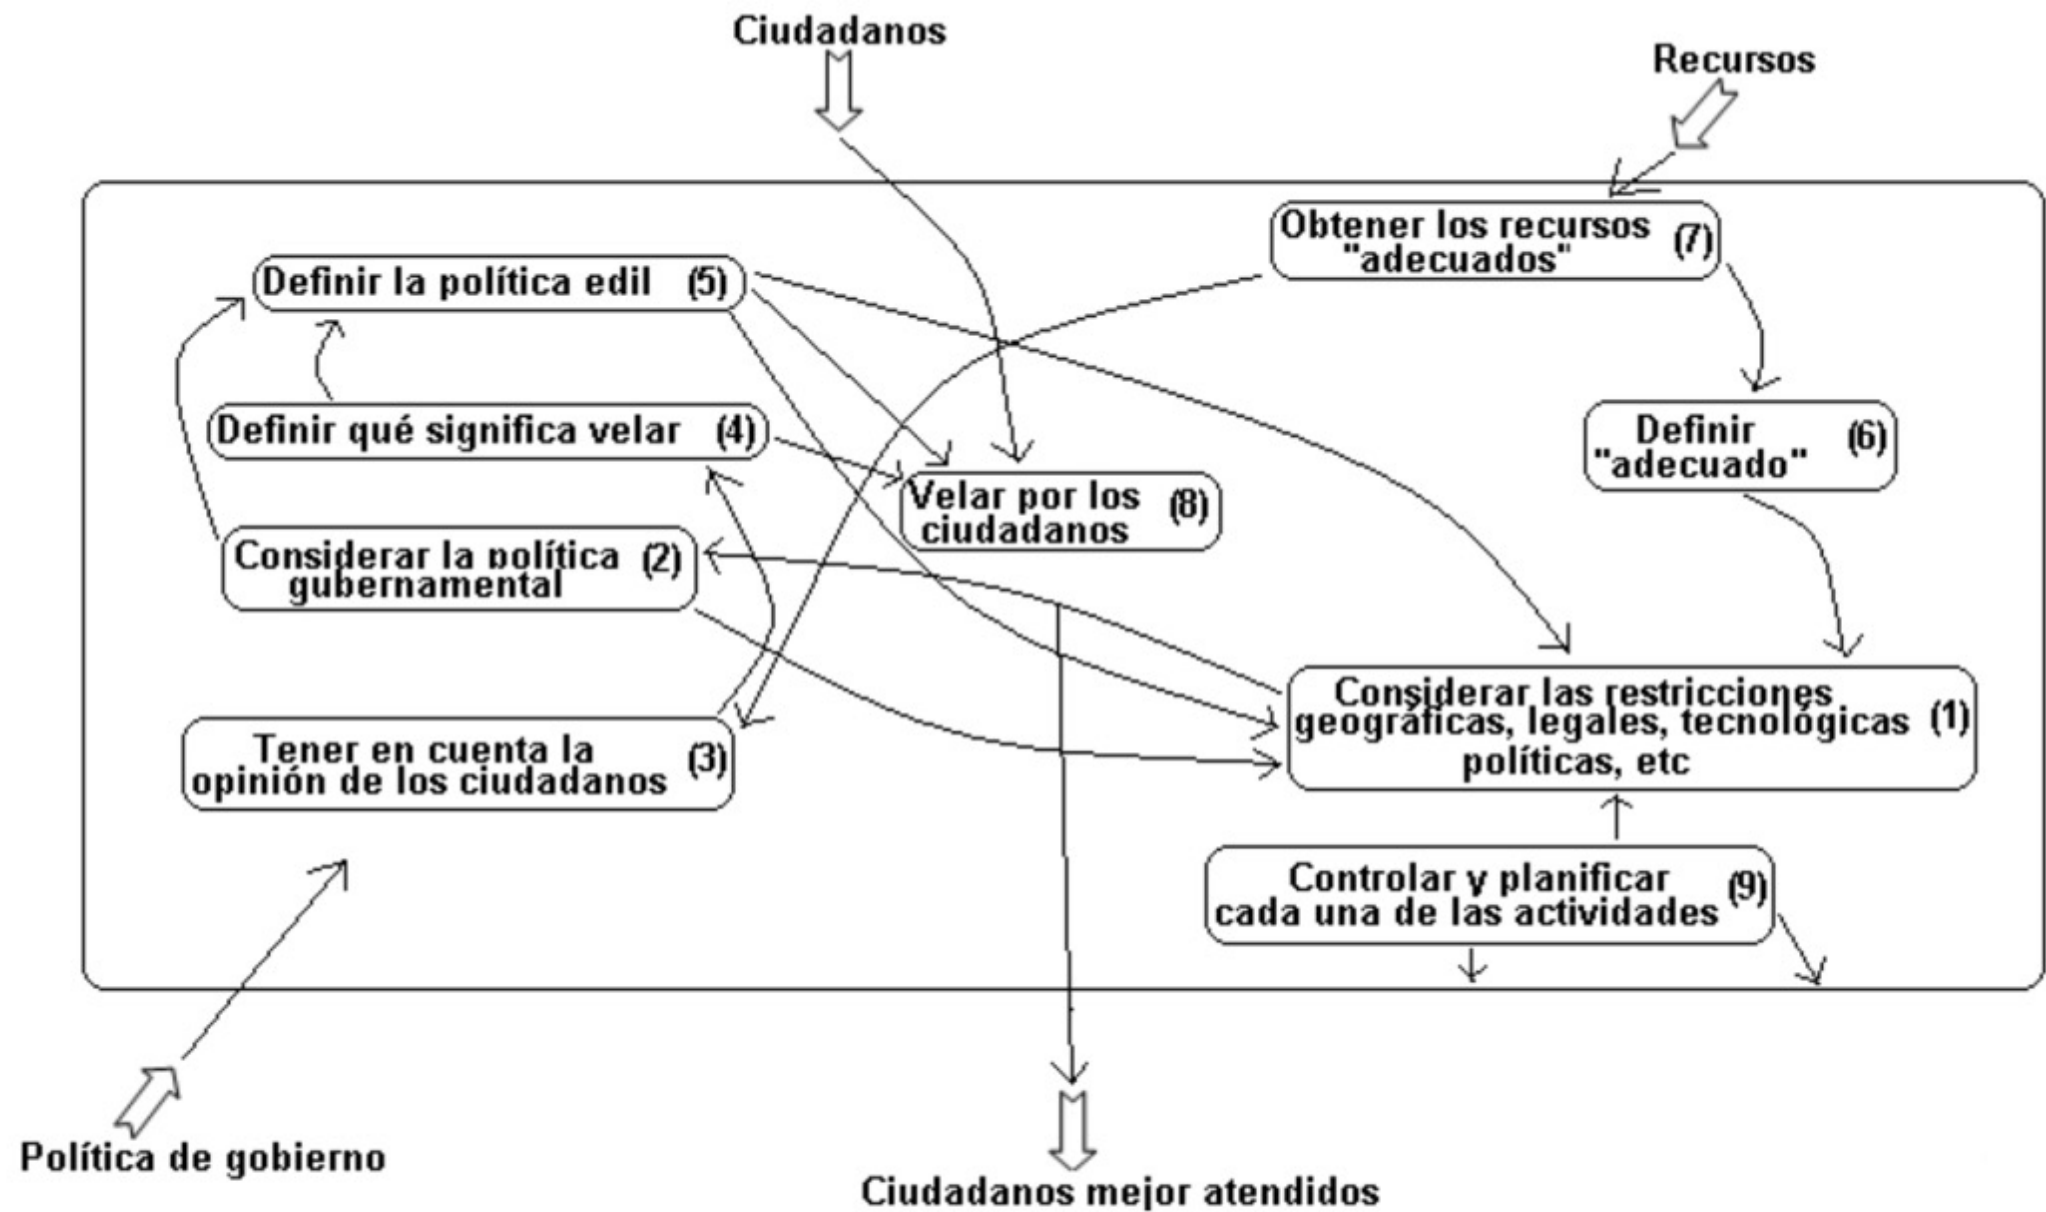 Ciudadanos
Recursos
Obtener los recursos (7)
"adecuados"
Definir la política edil (5)
Definir qué significa velar (4)
Definir (6)
"adecuado"
Velar por los (8)
ciudadanos
Considerar la política (2)
gubernamental
Considerar las restricciones
geográficas, legales, tecnológicas (1)
políticas, etc
Tener en cuenta la (3)
opinión de los ciudadanos
Controlar y planificar (9)
cada una de las actividades
Política de gobierno
Ciudadanos mejor atendidos